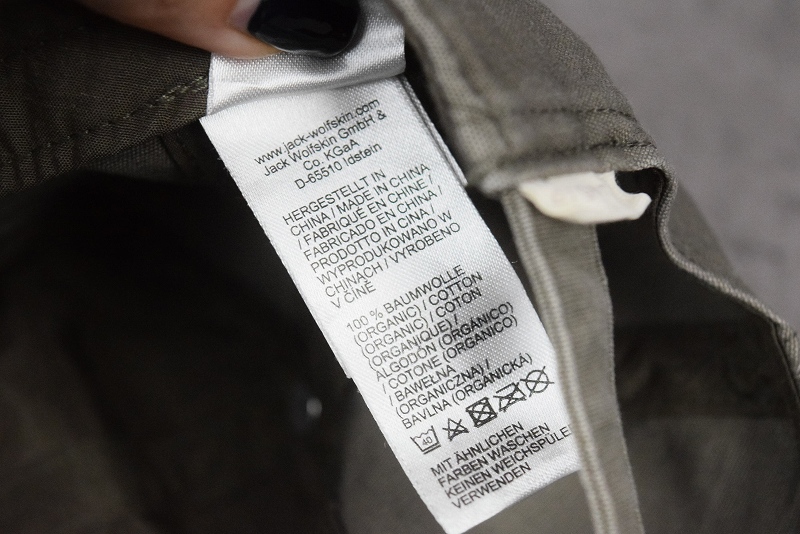 www.jack-wolfskin.com
Jack Wolfskin GmbH &
Co. KGaA
D-65510 Idstein
HERGESTELLT IN
CHINA / MADE IN CHINA
/ FABRIQUÉ EN CHINE /
FABRICADO EN CHINA /
PRODOTTO IN CINA /
WYPRODUKOWANO W
CHINACH / VYROBENO
V ČÍNĚ
100 % BAUMWOLLE
(ORGANIC) / COTTON
(ORGANIC) / COTON
(ORGANIQUE) /
ALGODÓN (ORGÁNICO)
/ COTONE (ORGANICO)
/ BAWEŁNA
(ORGANICZNA) /
BAVLNA (ORGANICKÁ)
40
MIT ÄHNLICHEN
FARBEN WASCHEN
KEINEN WEICHSPÜLE
VERWENDEN